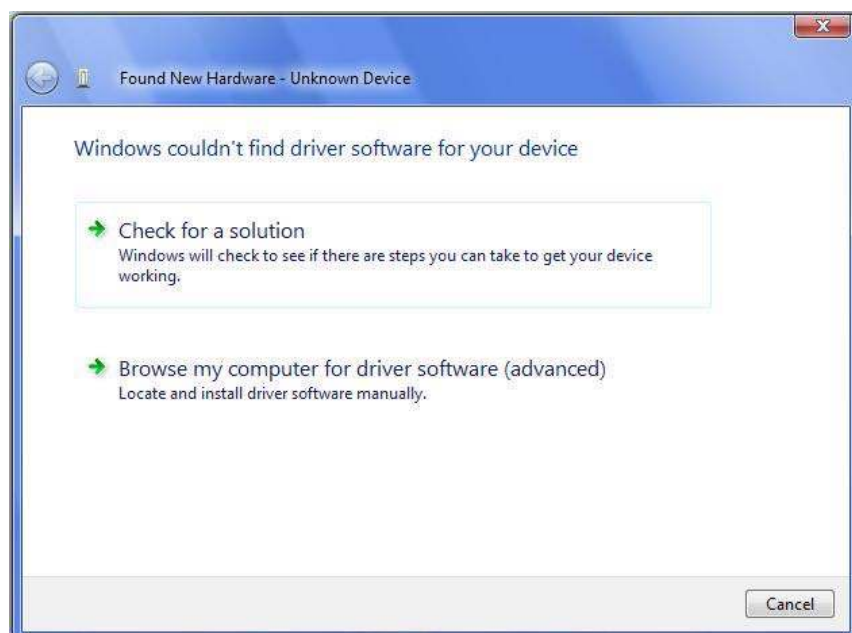 Found New Hardware - Unknown Device
Windows couldn't find driver software for your device
Check for a solution
Windows will check to see if there are steps you can take to get your device
working.
Browse my computer for driver software (advanced)
Locate and install driver software manually.
Cancel